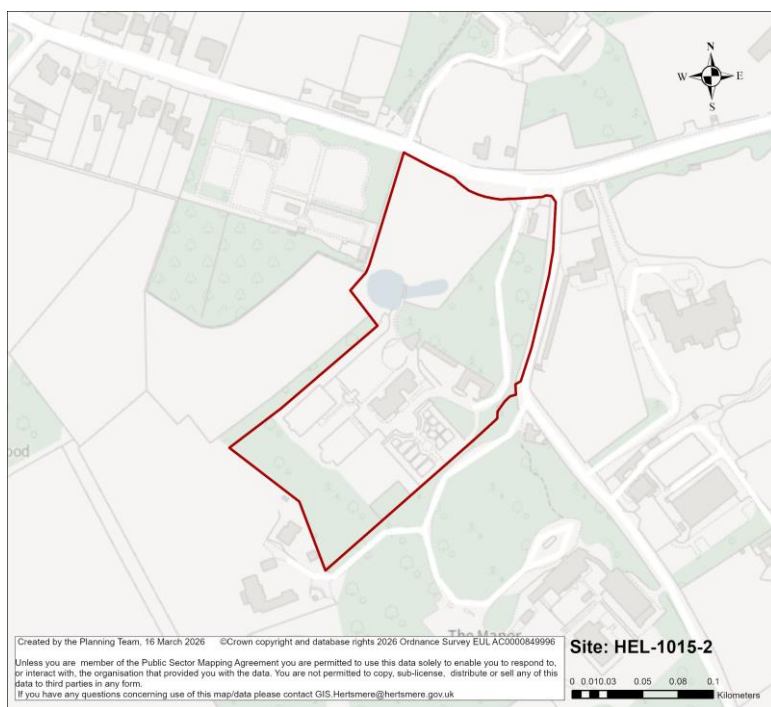 N
W E
S
ood
The Manor
Created by the Planning Team, 16 March 2026 ©Crown copyright and database rights 2026 Ordnance Survey EUL AC0000849996
Unless you are member of the Public Sector Mapping Agreement you are permitted to use this data solely to enable you to respond to,
or interact with, the organisation that provided you with the data. You are not permitted to copy, sub-license, distribute or sell any of this
data to third parties in any form.
If you have any questions concerning use of this map/data please contact GIS.Hertsmere@hertsmere.gov.uk
Site: HEL-1015-2
0 0.01 0.03 0.05 0.08 0.1
Kilometers